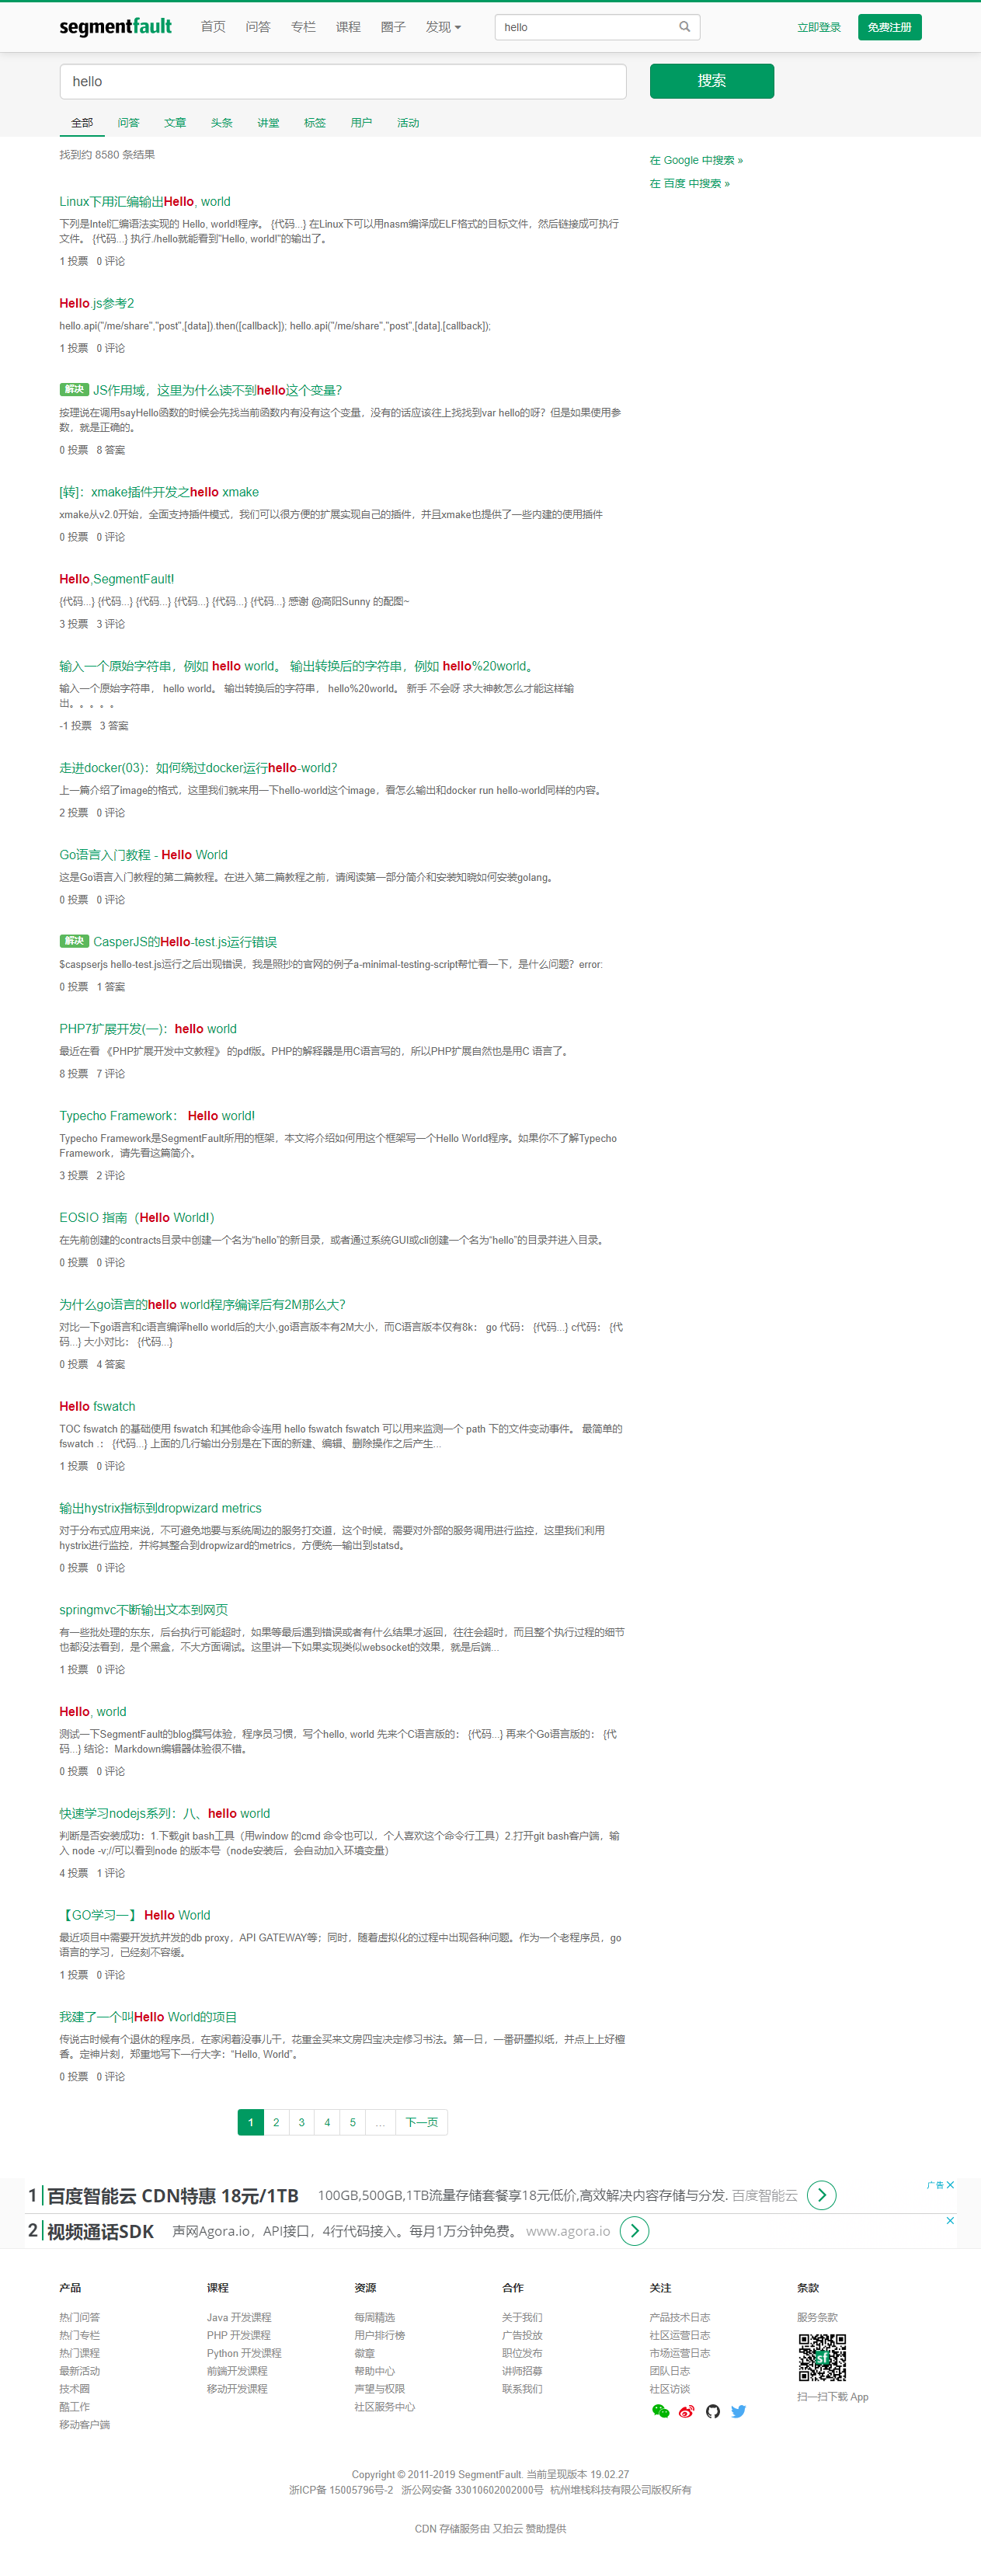 segmentfault 首页 问答 专栏 课程 圈子 发现 hello 立即登录 免费注册
hello 搜索
全部 问答 文章 头条 讲堂 标签 用户 活动
找到约 8580 条结果
在 Google 中搜索 »
在 百度 中搜索 »
Linux下用汇编输出Hello, world
下列是Intel汇编语法实现的 Hello, world!程序。 {代码...} 在Linux下可以用nasm编译成ELF格式的目标文件，然后链接成可执行
文件。 {代码...} 执行./hello就能看到"Hello, world!"的输出了。
1 投票 0 评论
Hello.js参考2
hello.api("/me/share","post",[data]).then([callback]); hello.api("/me/share","post",[data],[callback]);
1 投票 0 评论
解决 JS作用域，这里为什么读不到hello这个变量？
按理说在调用sayHello函数的时候会先找当前函数内有没有这个变量，没有的话应该往上找找到var hello的呀？但是如果使用参
数，就是正确的。
0 投票 8 答案
[转]：xmake插件开发之hello xmake
xmake从v2.0开始，全面支持插件模式，我们可以很方便的扩展实现自己的插件，并且xmake也提供了一些内建的使用插件
0 投票 0 评论
Hello,SegmentFault!
{代码...} {代码...} {代码...} {代码...} {代码...} {代码...} 感谢 @高阳Sunny 的配图~
3 投票 3 评论
输入一个原始字符串，例如 hello world。 输出转换后的字符串，例如 hello%20world。
输入一个原始字符串， hello world。 输出转换后的字符串， hello%20world。 新手 不会呀 求大神教怎么才能这样输
出。。。。。
-1 投票 3 答案
走进docker(03)：如何绕过docker运行hello-world？
上一篇介绍了image的格式，这里我们就来用一下hello-world这个image，看怎么输出和docker run hello-world同样的内容。
2 投票 0 评论
Go语言入门教程 - Hello World
这是Go语言入门教程的第二篇教程。在进入第二篇教程之前，请阅读第一部分简介和安装知晓如何安装golang。
0 投票 0 评论
解决 CasperJS的Hello-test.js运行错误
$caspserjs hello-test.js运行之后出现错误，我是照抄的官网的例子a-minimal-testing-script帮忙看一下，是什么问题？error:
0 投票 1 答案
PHP7扩展开发(一)：hello world
最近在看 《PHP扩展开发中文教程》 的pdf版。PHP的解释器是用C语言写的，所以PHP扩展自然也是用C 语言了。
8 投票 7 评论
Typecho Framework： Hello world!
Typecho Framework是SegmentFault所用的框架，本文将介绍如何用这个框架写一个Hello World程序。如果你不了解Typecho
Framework，请先看这篇简介。
3 投票 2 评论
EOSIO 指南（Hello World!）
在先前创建的contracts目录中创建一个名为“hello”的新目录，或者通过系统GUI或cli创建一个名为“hello”的目录并进入目录。
0 投票 0 评论
为什么go语言的hello world程序编译后有2M那么大？
对比一下go语言和c语言编译hello world后的大小,go语言版本有2M大小，而C语言版本仅有8k： go 代码： {代码...} c代码： {代
码...} 大小对比： {代码...}
0 投票 4 答案
Hello fswatch
TOC fswatch 的基础使用 fswatch 和其他命令连用 hello fswatch fswatch 可以用来监测一个 path 下的文件变动事件。 最简单的
fswatch .： {代码...} 上面的几行输出分别是在下面的新建、编辑、删除操作之后产生...
1 投票 0 评论
输出hystrix指标到dropwizard metrics
对于分布式应用来说，不可避免地要与系统周边的服务打交道，这个时候，需要对外部的服务调用进行监控，这里我们利用
hystrix进行监控，并将其整合到dropwizard的metrics，方便统一输出到statsd。
0 投票 0 评论
springmvc不断输出文本到网页
有一些批处理的东东，后台执行可能超时，如果等最后遇到错误或者有什么结果才返回，往往会超时，而且整个执行过程的细节
也都没法看到，是个黑盒，不大方面调试。这里讲一下如果实现类似websocket的效果，就是后端...
1 投票 0 评论
Hello, world
测试一下SegmentFault的blog撰写体验，程序员习惯，写个hello, world 先来个C语言版的： {代码...} 再来个Go语言版的： {代
码...} 结论：Markdown编辑器体验很不错。
0 投票 0 评论
快速学习nodejs系列：八、hello world
判断是否安装成功：1.下载git bash工具（用window 的cmd 命令也可以，个人喜欢这个命令行工具）2.打开git bash客户端，输
入 node -v;//可以看到node 的版本号（node安装后，会自动加入环境变量）
4 投票 1 评论
【GO学习一】 Hello World
最近项目中需要开发抗并发的db proxy，API GATEWAY等；同时，随着虚拟化的过程中出现各种问题。作为一个老程序员，go
语言的学习，已经刻不容缓。
1 投票 0 评论
我建了一个叫Hello World的项目
传说古时候有个退休的程序员，在家闲着没事儿干，花重金买来文房四宝决定修习书法。第一日，一番研墨拟纸，并点上上好檀
香。定神片刻，郑重地写下一行大字：“Hello, World”。
0 投票 0 评论
1 2 3 4 5 … 下一页
广告
1 百度智能云 CDN特惠 18元/1TB 100GB,500GB,1TB流量存储套餐享18元低价,高效解决内容存储与分发. 百度智能云
2 视频通话SDK 声网Agora.io，API接口，4行代码接入。每月1万分钟免费。 www.agora.io
产品 课程 资源 合作 关注 条款
热门问答 Java 开发课程 每周精选 关于我们 产品技术日志 服务条款
热门专栏 PHP 开发课程 用户排行榜 广告投放 社区运营日志
热门课程 Python 开发课程 徽章 职位发布 市场运营日志
最新活动 前端开发课程 帮助中心 讲师招募 团队日志
技术圈 移动开发课程 声望与权限 联系我们 社区访谈
sf
扫一扫下载 App
酷工作 社区服务中心
移动客户端
Copyright © 2011-2019 SegmentFault. 当前呈现版本 19.02.27
浙ICP备 15005796号-2 浙公网安备 33010602002000号 杭州堆栈科技有限公司版权所有
CDN 存储服务由 又拍云 赞助提供